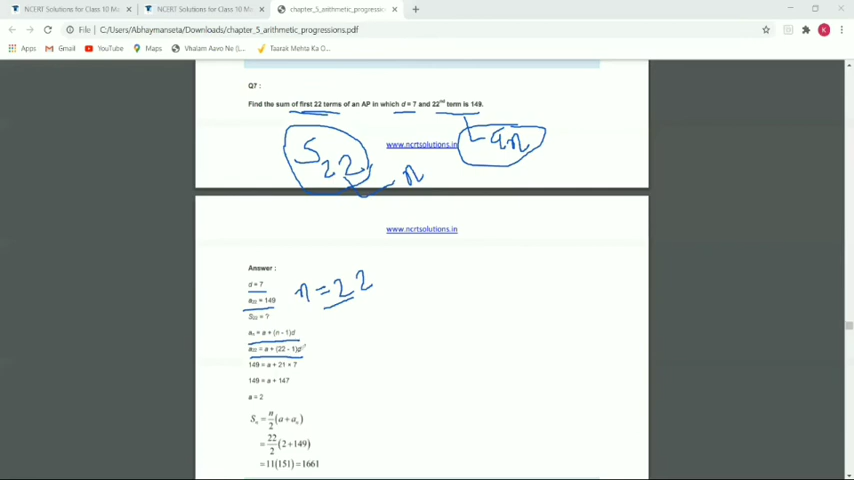 NCERT Solutions for Class 10 M
NCERT Solutions for Class 10 M
chapter_5_arithmetic_progressio
File | C:/Users/Abhaymanseta/Downloads/chapter_5_arithmetic_progressions.pdf
K
Apps Gmail YouTube Maps Vhalam Aavo Ne (... Taarak Mehta Ka O...
Q7:
Find the sum of first 22 terms of an AP in which d = 7 and 22nd term is 149.
S22
www.ncrtsolutions.in
an
n
www.ncrtsolutions.in
Answer :
d = 7
n = 22
a22 = 149
S22 = ?
an = a + (n - 1)d
a22 = a + (22 - 1)d
149 = a + 21 × 7
149 = a + 147
a = 2
Sn = n/2 (a + an)
= 22/2 (2 + 149)
= 11(151) = 1661